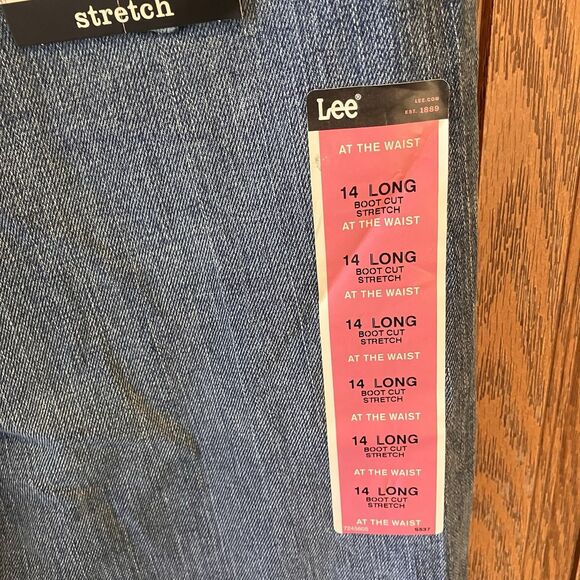 stretch
Lee®
LEE.COM
EST. 1889
AT THE WAIST
14 LONG
BOOT CUT
STRETCH
AT THE WAIST
14 LONG
BOOT CUT
STRETCH
AT THE WAIST
14 LONG
BOOT CUT
STRETCH
AT THE WAIST
14 LONG
BOOT CUT
STRETCH
AT THE WAIST
14 LONG
BOOT CUT
STRETCH
AT THE WAIST
14 LONG
BOOT CUT
STRETCH
AT THE WAIST